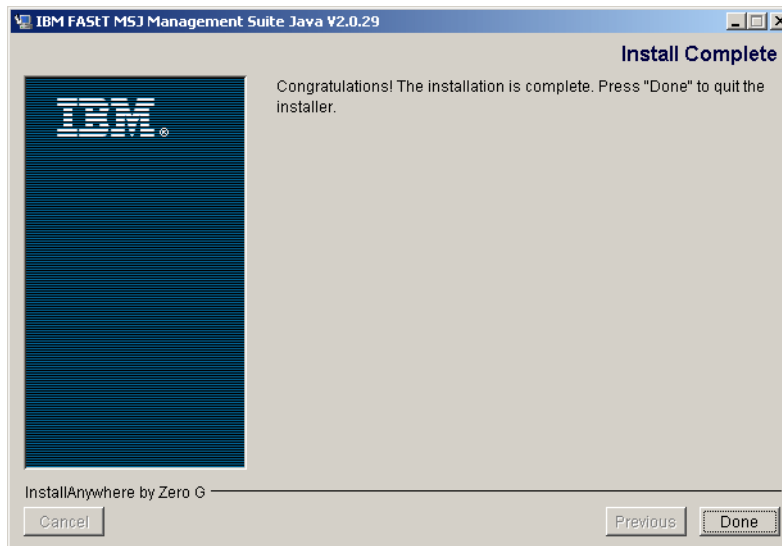 IBM FAStT MSJ Management Suite Java V2.0.29
Install Complete
IBM®
Congratulations! The installation is complete. Press "Done" to quit the
installer.
InstallAnywhere by Zero G
Cancel
Previous
Done